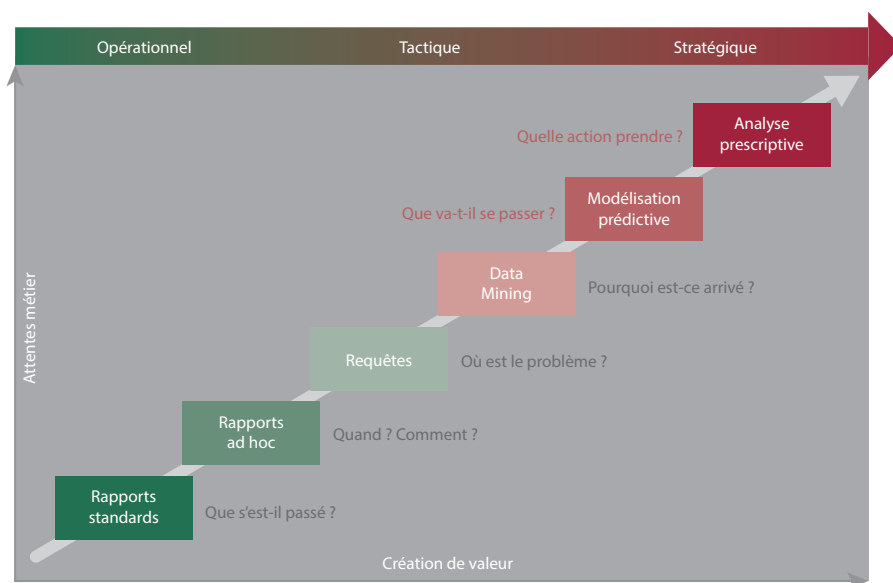 Opérationnel
Tactique
Stratégique
Quelle action prendre ?
Analyse
prescriptive
Que va-t-il se passer ?
Modélisation
prédictive
Data
Mining
Pourquoi est-ce arrivé ?
Requêtes
Où est le problème ?
Rapports
ad hoc
Quand ? Comment ?
Rapports
standards
Que s'est-il passé ?
Attentes métier
Création de valeur